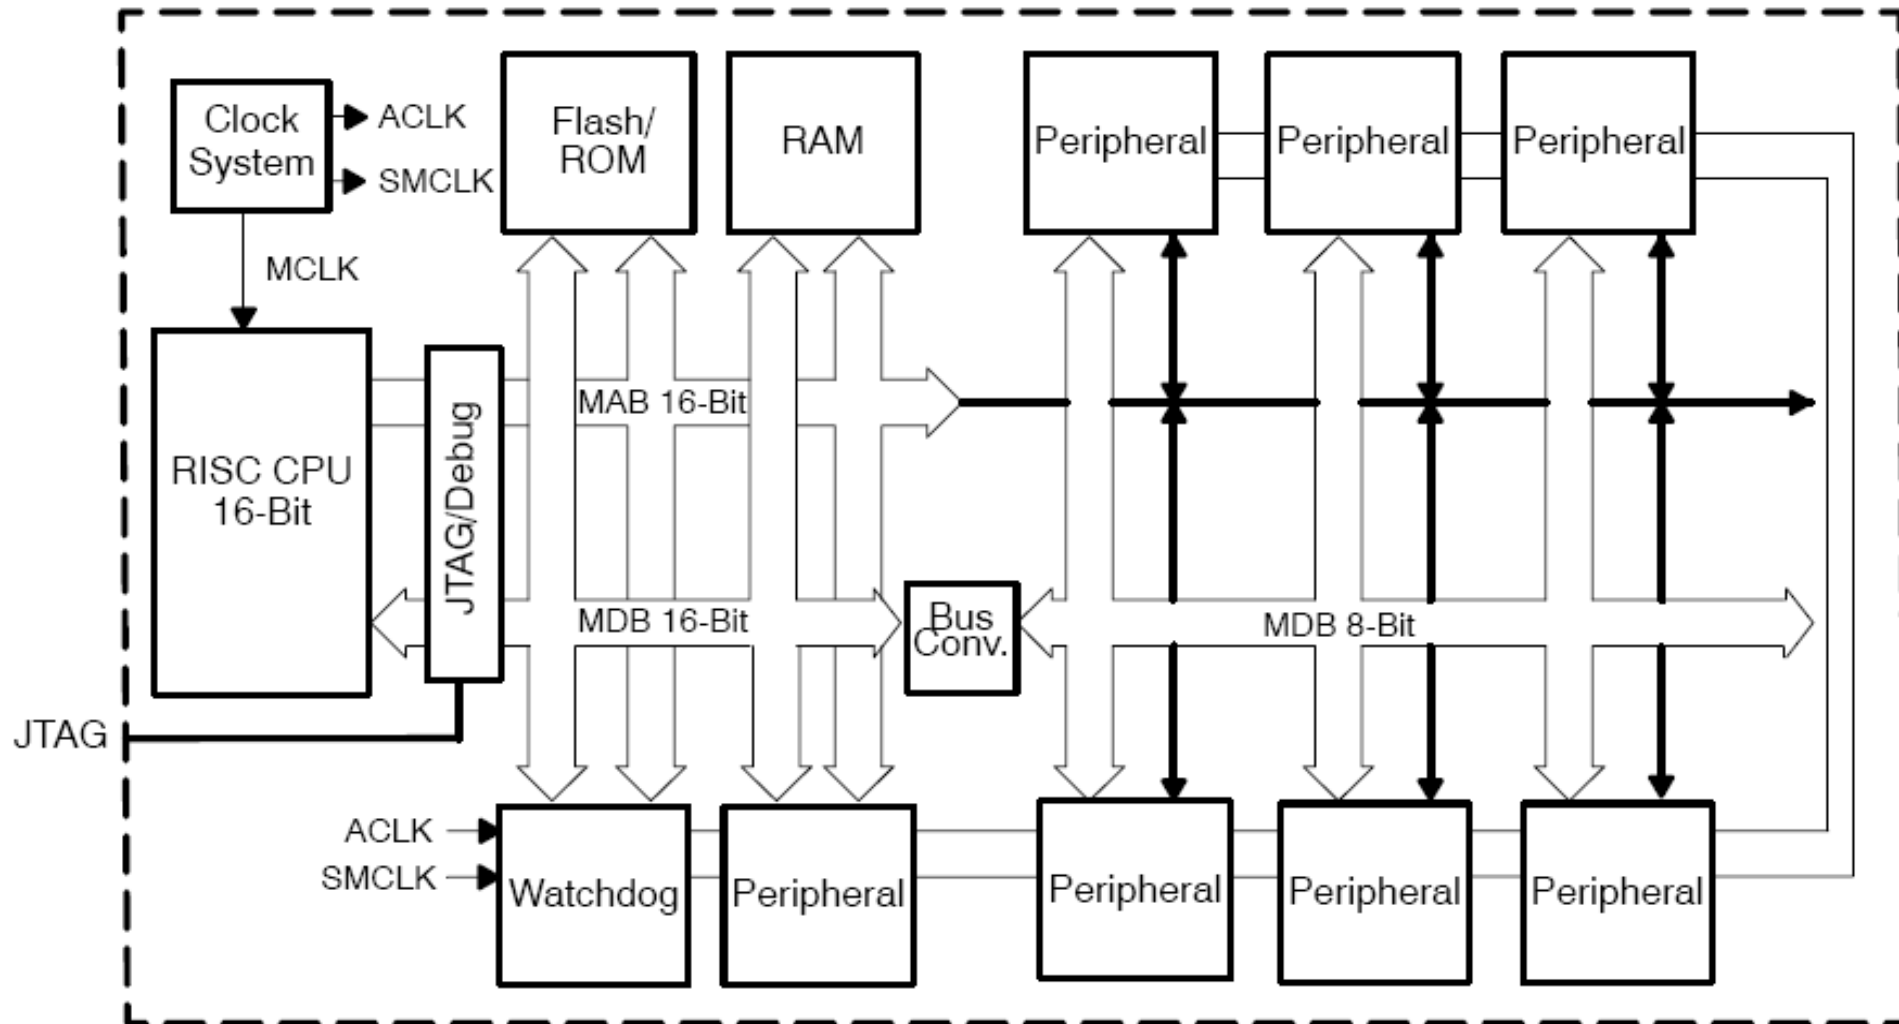 Clock
System
ACLK
SMCLK
MCLK
Flash/
ROM
RAM
Peripheral
Peripheral
Peripheral
RISC CPU
16-Bit
JTAG/Debug
MAB 16-Bit
MDB 16-Bit
Bus
Conv.
MDB 8-Bit
JTAG
ACLK
SMCLK
Watchdog
Peripheral
Peripheral
Peripheral
Peripheral